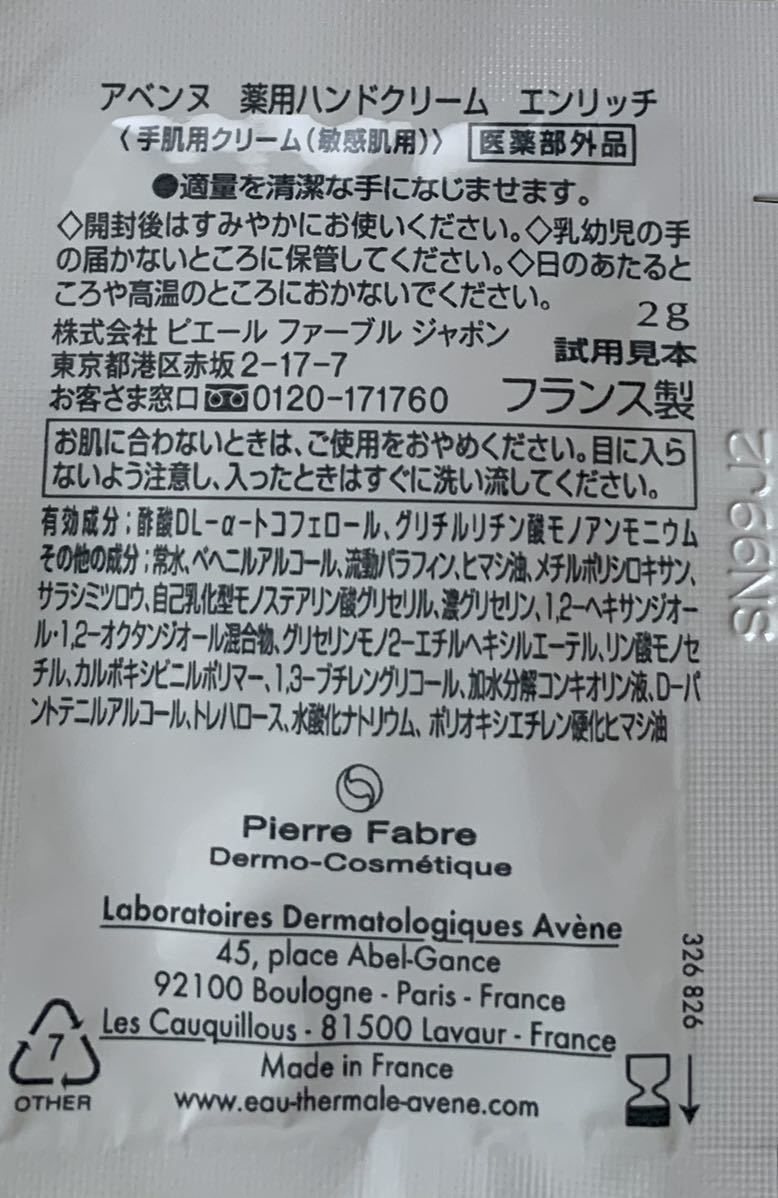 アベンヌ　薬用ハンドクリーム　エンリッチ
〈手肌用クリーム(敏感肌用)〉 医薬部外品
●適量を清潔な手になじませます。
◇開封後はすみやかにお使いください。◇乳幼児の手
の届かないところに保管してください。◇日のあたると
ころや高温のところにおかないでください。
2g
株式会社 ピエール ファーブル ジャポン
試用見本
東京都港区赤坂2-17-7
お客さま窓口 0120-171760
フランス製
お肌に合わないときは、ご使用をおやめください。目に入ら
ないよう注意し、入ったときはすぐに洗い流してください。
有効成分;酢酸DL-α-トコフェロール、グリチルリチン酸モノアンモニウム
その他の成分;常水、ベヘニルアルコール、流動パラフィン、ヒマシ油、メチルポリシロキサン、
サラシミツロウ、自己乳化型モノステアリン酸グリセリル、濃グリセリン、1,2-ヘキサンジオー
ル・1,2-オクタンジオール混合物、グリセリンモノ2-エチルヘキシルエーテル、リン酸モノセ
チル、カルボキシビニルポリマー、1,3-ブチレングリコール、加水分解コンキオリン液、D-パ
ントテニルアルコール、トレハロース、水酸化ナトリウム、ポリオキシエチレン硬化ヒマシ油
Pierre Fabre
Dermo-Cosmétique
Laboratoires Dermatologiques Avène
45, place Abel-Gance
92100 Boulogne - Paris - France
Les Cauquillous - 81500 Lavaur - France
Made in France
www.eau-thermale-avene.com
7
OTHER
326 826